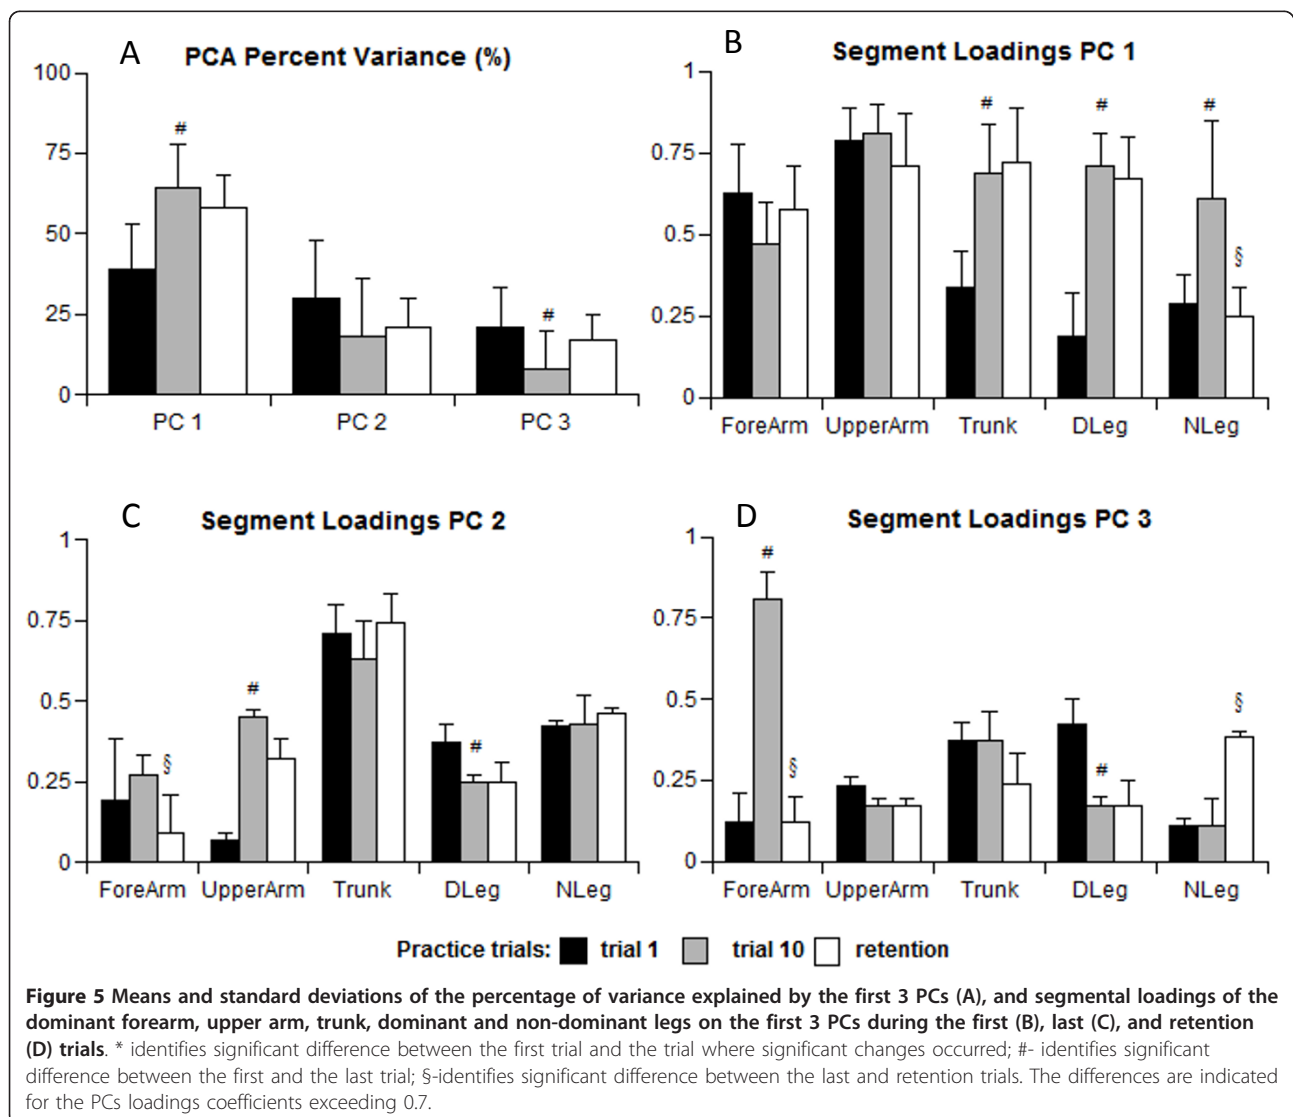 A
PCA Percent Variance (%)
100
75
50
25
0
#
#
PC 1
PC 2
PC 3
B
Segment Loadings PC 1
1
0.75
0.5
0.25
0
#
#
#
§
ForeArm
UpperArm
Trunk
DLeg
NLeg
C
Segment Loadings PC 2
1
0.75
0.5
0.25
0
§
#
#
ForeArm
UpperArm
Trunk
DLeg
NLeg
D
Segment Loadings PC 3
1
0.75
0.5
0.25
0
#
§
#
§
ForeArm
UpperArm
Trunk
DLeg
NLeg
Practice trials: trial 1 trial 10 retention
Figure 5 Means and standard deviations of the percentage of variance explained by the first 3 PCs (A), and segmental loadings of the
dominant forearm, upper arm, trunk, dominant and non-dominant legs on the first 3 PCs during the first (B), last (C), and retention
(D) trials. * identifies significant difference between the first trial and the trial where significant changes occurred; #- identifies significant
difference between the first and the last trial; §-identifies significant difference between the last and retention trials. The differences are indicated
for the PCs loadings coefficients exceeding 0.7.